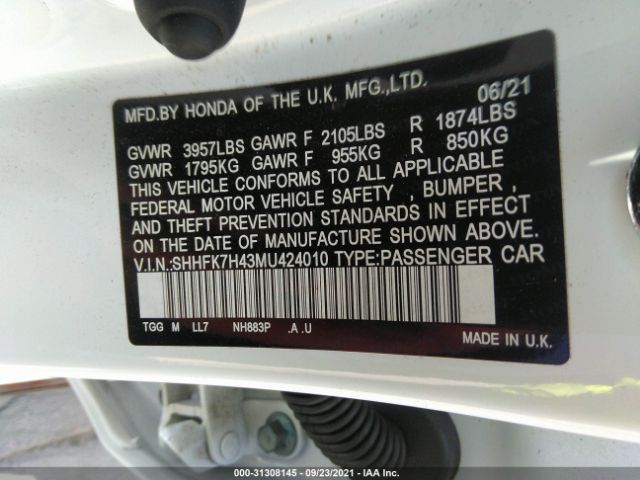 MFD.BY HONDA OF THE U.K. MFG.,LTD. 06/21
GVWR 3957LBS GAWR F 2105LBS R 1874LBS
GVWR 1795KG GAWR F 955KG R 850KG
THIS VEHICLE CONFORMS TO ALL APPLICABLE
FEDERAL MOTOR VEHICLE SAFETY , BUMPER ,
AND THEFT PREVENTION STANDARDS IN EFFECT
ON THE DATE OF MANUFACTURE SHOWN ABOVE.
V.I.N.:SHHFK7H43MU424010 TYPE:PASSENGER CAR
TGG M LL7 NH883P .A .U
MADE IN U.K.
000-31308145 - 09/23/2021 - IAA Inc.